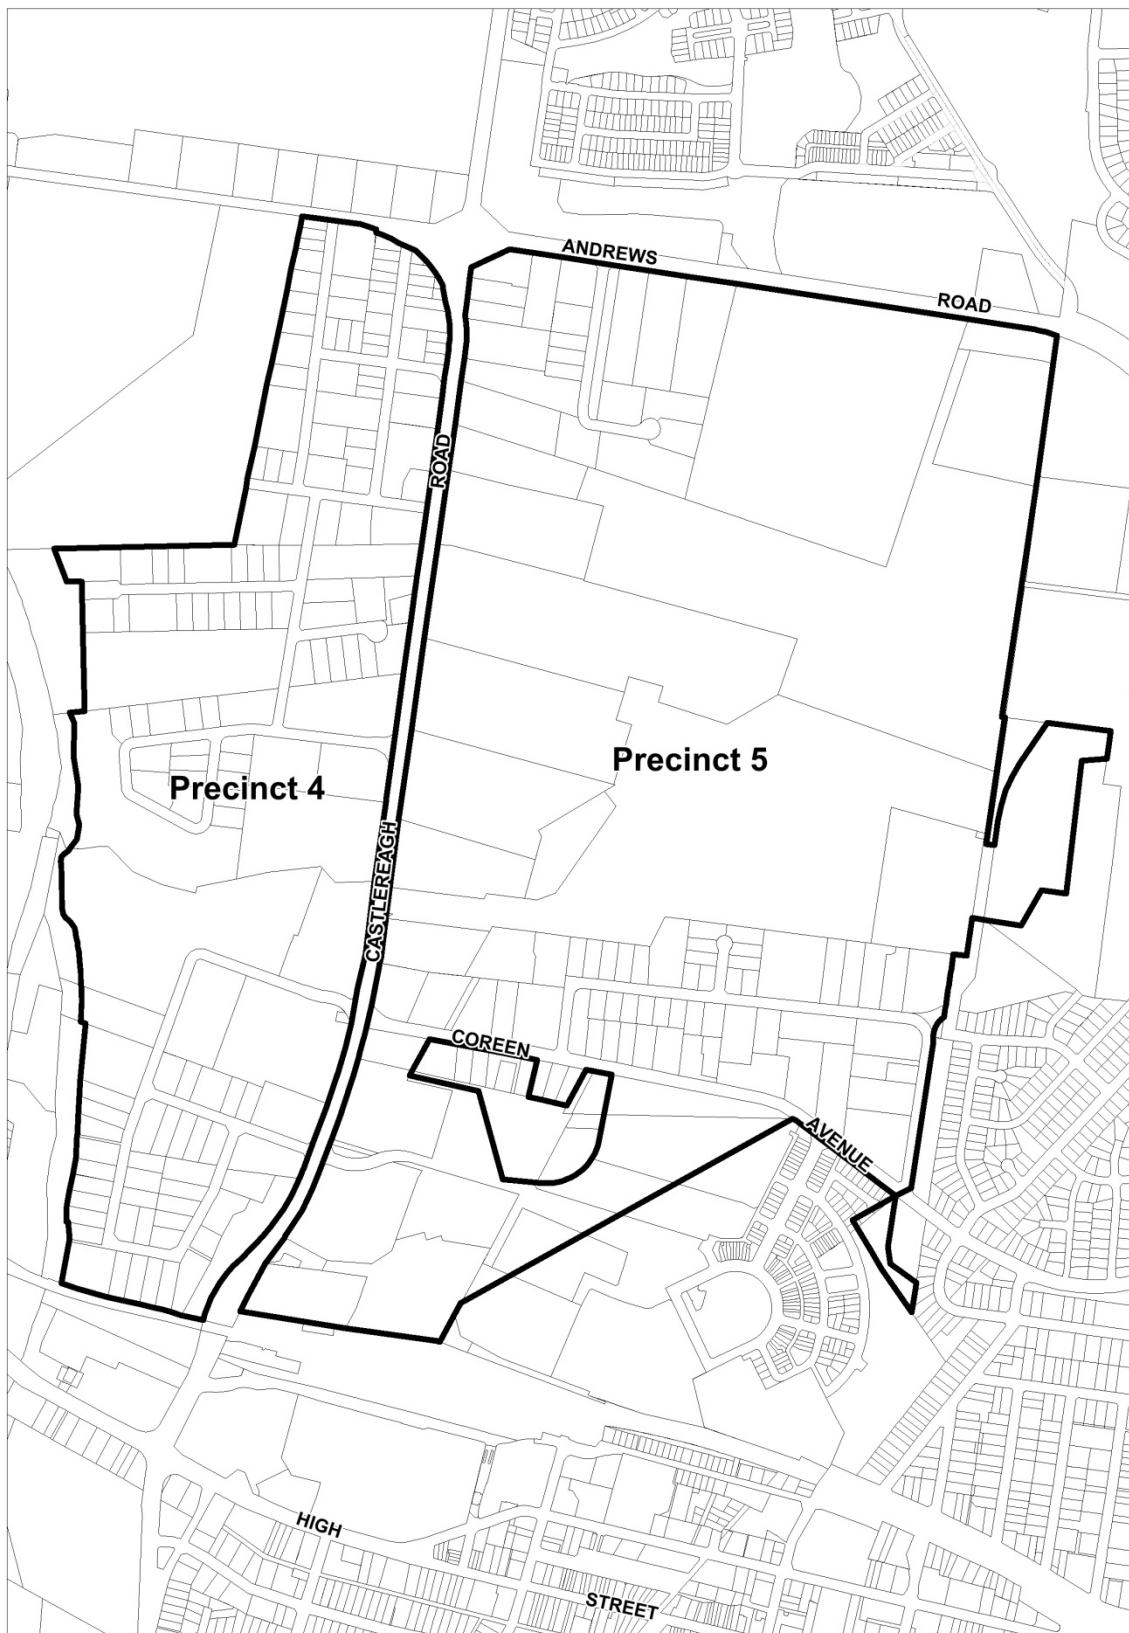 ANDREWS
ROAD
ROAD
Precinct 5
Precinct 4
CASTLEREAGH
COREEN
AVENUE
HIGH
STREET